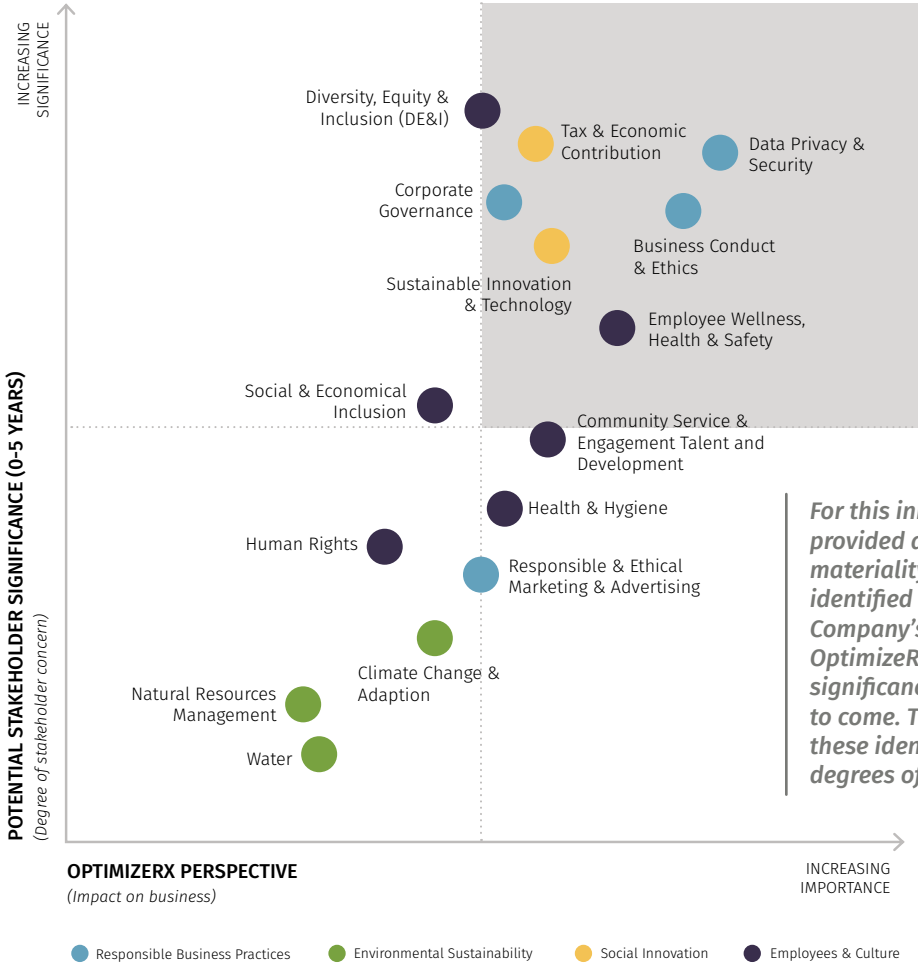 INCREASING
SIGNIFICANCE
Diversity, Equity &
Inclusion (DE&I)
Tax & Economic
Contribution
Data Privacy &
Security
Corporate
Governance
Business Conduct
& Ethics
Sustainable Innovation
& Technology
Employee Wellness,
Health & Safety
Social & Economical
Inclusion
Community Service &
Engagement Talent and
Development
Health & Hygiene
Human Rights
Responsible & Ethical
Marketing & Advertising
Climate Change &
Adaption
Natural Resources
Management
Water
POTENTIAL STAKEHOLDER SIGNIFICANCE (0-5 YEARS)
(Degree of stakeholder concern)
For this
provided
materiality
identified
Company's
significance
to come.
these
degrees of
OPTIMIZERX PERSPECTIVE
(Impact on business)
INCREASING
IMPORTANCE
Responsible Business Practices
Environmental Sustainability
Social Innovation
Employees & Culture